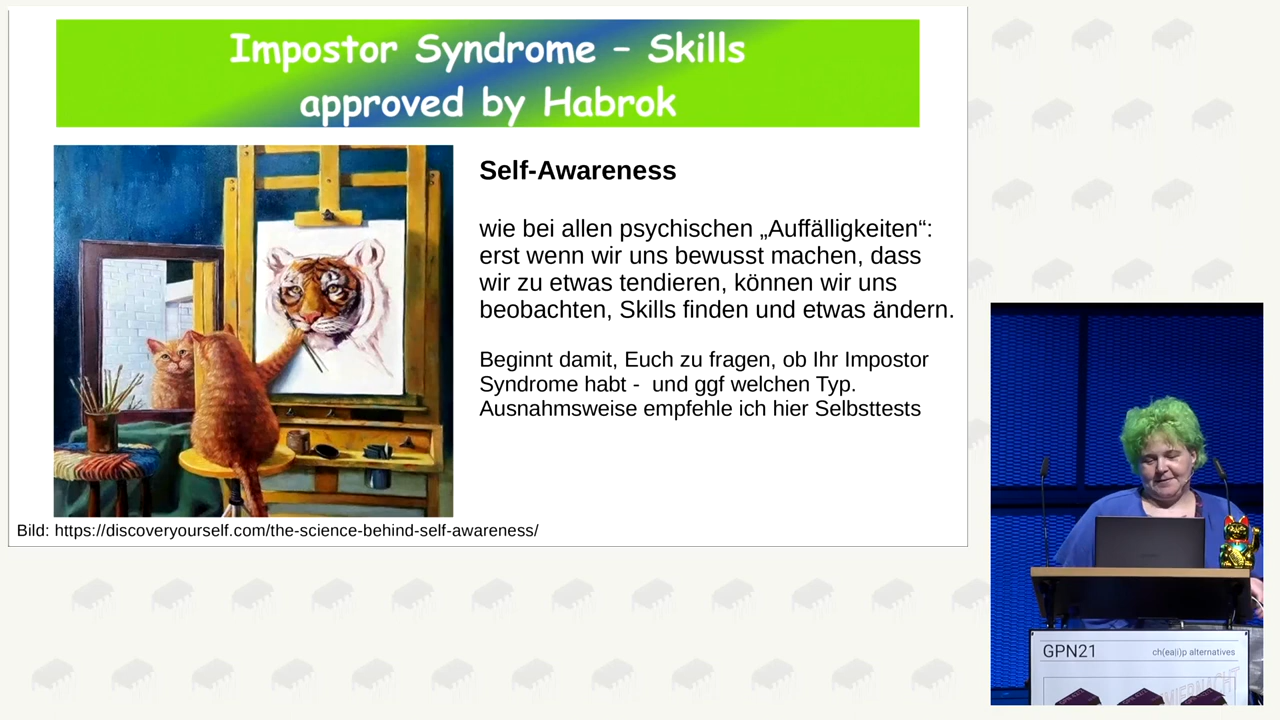 Impostor Syndrome – Skills
approved by Habrok
Self-Awareness
wie bei allen psychischen „Auffälligkeiten“:
erst wenn wir uns bewusst machen, dass
wir zu etwas tendieren, können wir uns
beobachten, Skills finden und etwas ändern.
Beginnt damit, Euch zu fragen, ob Ihr Impostor
Syndrome habt - und ggf welchen Typ.
Ausnahmsweise empfehle ich hier Selbsttests
Bild: https://discoveryourself.com/the-science-behind-self-awareness/
GPN21
ch(ea|i)p alternatives